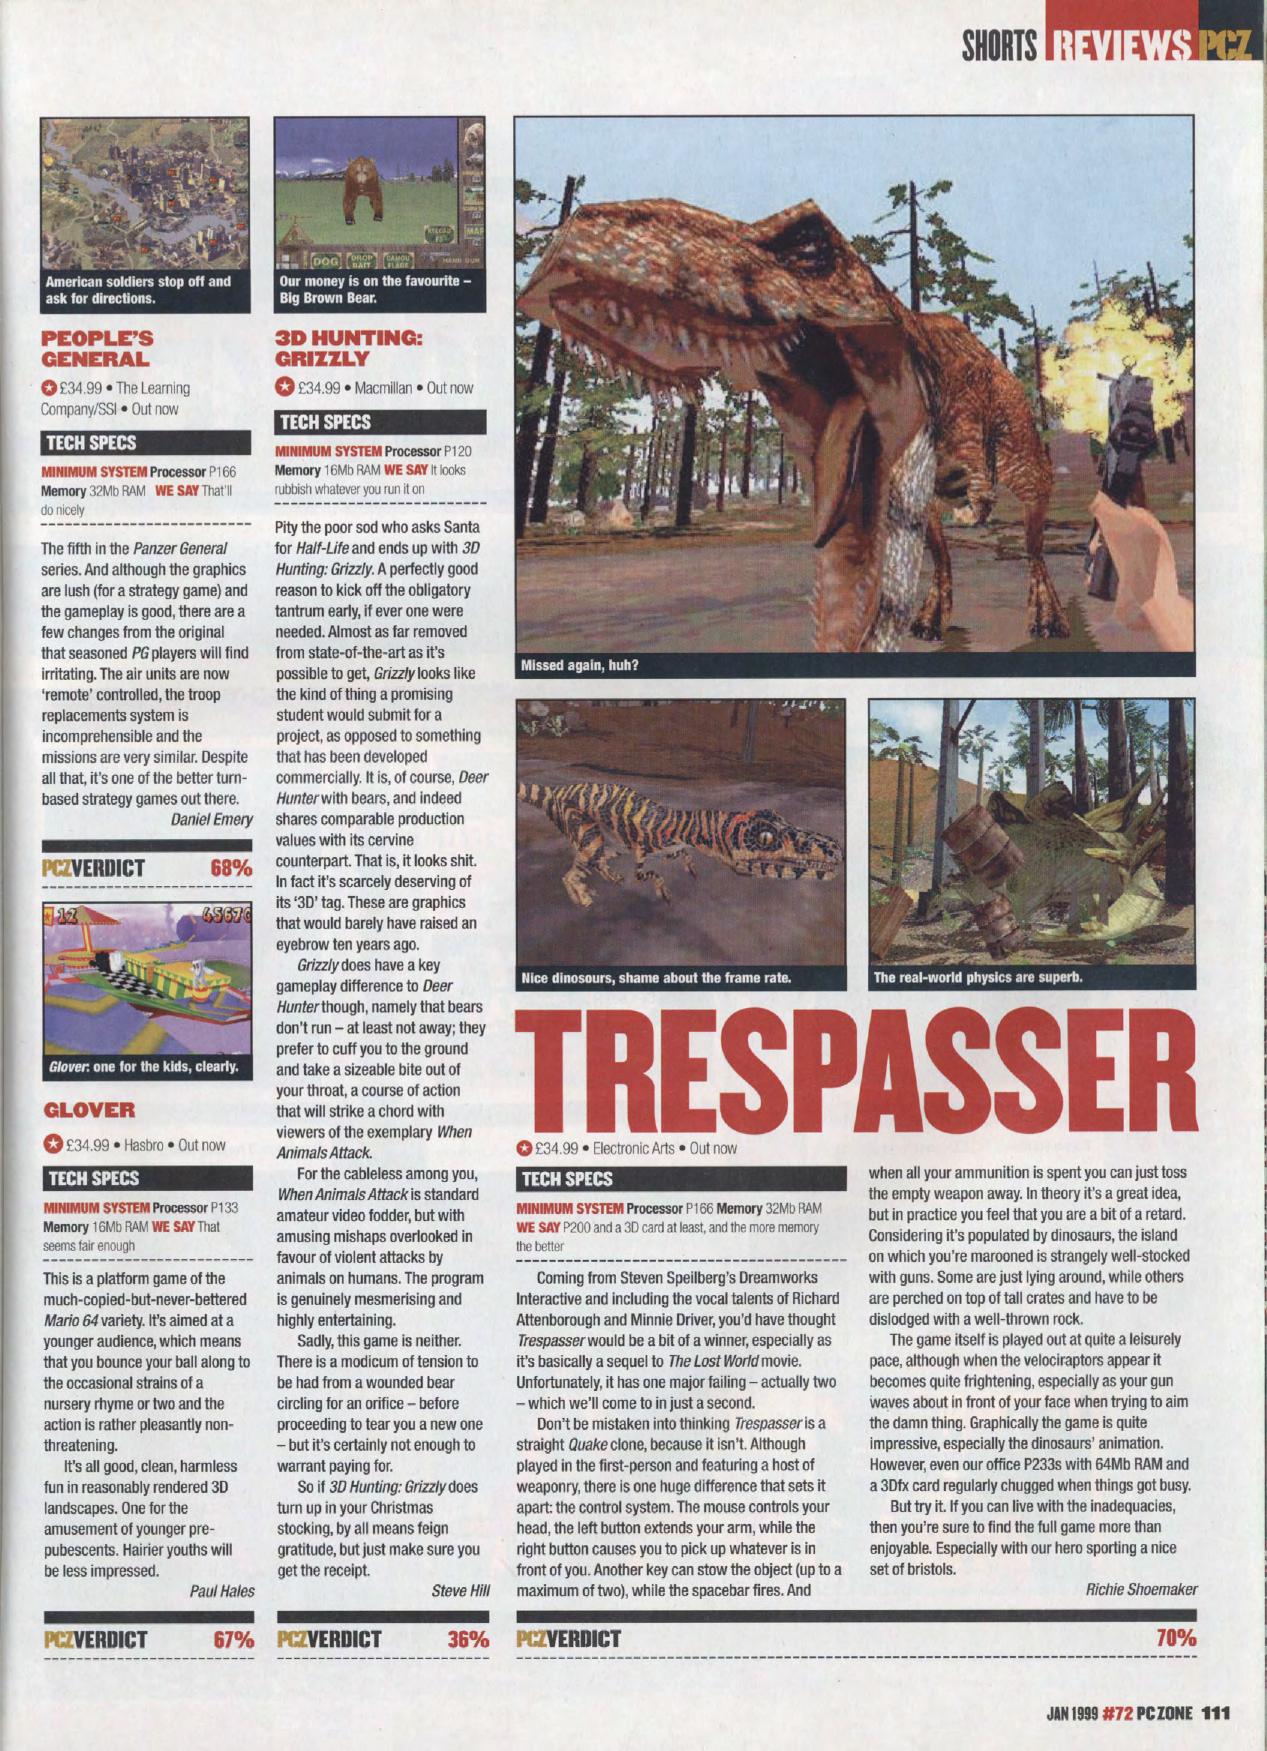 SHORTS REVIEWS PCZ
American soldiers stop off and
ask for directions.
PEOPLE'S
GENERAL
£34.99 • The Learning
Company/SSI • Out now
TECH SPECS
MINIMUM SYSTEM Processor P166
Memory 32Mb RAM WE SAY That'll
do nicely
The fifth in the Panzer General
series. And although the graphics
are lush (for a strategy game) and
the gameplay is good, there are a
few changes from the original
that seasoned PG players will find
irritating. The air units are now
'remote' controlled, the troop
replacements system is
incomprehensible and the
missions are very similar. Despite
all that, it's one of the better turn-
based strategy games out there.
Daniel Emery
PCZVERDICT 68%
12 45670
Glover: one for the kids, clearly.
GLOVER
£34.99 • Hasbro • Out now
TECH SPECS
MINIMUM SYSTEM Processor P133
Memory 16Mb RAM WE SAY That
seems fair enough
This is a platform game of the
much-copied-but-never-bettered
Mario 64 variety. It's aimed at a
younger audience, which means
that you bounce your ball along to
the occasional strains of a
nursery rhyme or two and the
action is rather pleasantly non-
threatening.
It's all good, clean, harmless
fun in reasonably rendered 3D
landscapes. One for the
amusement of younger pre-
pubescents. Hairier youths will
be less impressed.
Paul Hales
PCZVERDICT 67%
RELOAD
MAP
DOG
DROP
BAIT
CAMOU
FLAGE
HAND GUN
Our money is on the favourite –
Big Brown Bear.
3D HUNTING:
GRIZZLY
£34.99 • Macmillan • Out now
TECH SPECS
MINIMUM SYSTEM Processor P120
Memory 16Mb RAM WE SAY It looks
rubbish whatever you run it on
Pity the poor sod who asks Santa
for Half-Life and ends up with 3D
Hunting: Grizzly. A perfectly good
reason to kick off the obligatory
tantrum early, if ever one were
needed. Almost as far removed
from state-of-the-art as it's
possible to get, Grizzly looks like
the kind of thing a promising
student would submit for a
project, as opposed to something
that has been developed
commercially. It is, of course, Deer
Hunter with bears, and indeed
shares comparable production
values with its cervine
counterpart. That is, it looks shit.
In fact it's scarcely deserving of
its '3D' tag. These are graphics
that would barely have raised an
eyebrow ten years ago.
Grizzly does have a key
gameplay difference to Deer
Hunter though, namely that bears
don't run – at least not away; they
prefer to cuff you to the ground
and take a sizeable bite out of
your throat, a course of action
that will strike a chord with
viewers of the exemplary When
Animals Attack.
For the cableless among you,
When Animals Attack is standard
amateur video fodder, but with
amusing mishaps overlooked in
favour of violent attacks by
animals on humans. The program
is genuinely mesmerising and
highly entertaining.
Sadly, this game is neither.
There is a modicum of tension to
be had from a wounded bear
circling for an orifice – before
proceeding to tear you a new one
– but it's certainly not enough to
warrant paying for.
So if 3D Hunting: Grizzly does
turn up in your Christmas
stocking, by all means feign
gratitude, but just make sure you
get the receipt.
Steve Hill
PCZVERDICT 36%
Missed again, huh?
Nice dinosours, shame about the frame rate.
The real-world physics are superb.
TRESPASSER
£34.99 • Electronic Arts • Out now
TECH SPECS
MINIMUM SYSTEM Processor P166 Memory 32Mb RAM
WE SAY P200 and a 3D card at least, and the more memory
the better
Coming from Steven Speilberg's Dreamworks
Interactive and including the vocal talents of Richard
Attenborough and Minnie Driver, you'd have thought
Trespasser would be a bit of a winner, especially as
it's basically a sequel to The Lost World movie.
Unfortunately, it has one major failing – actually two
– which we'll come to in just a second.
Don't be mistaken into thinking Trespasser is a
straight Quake clone, because it isn't. Although
played in the first-person and featuring a host of
weaponry, there is one huge difference that sets it
apart: the control system. The mouse controls your
head, the left button extends your arm, while the
right button causes you to pick up whatever is in
front of you. Another key can stow the object (up to a
maximum of two), while the spacebar fires. And
when all your ammunition is spent you can just toss
the empty weapon away. In theory it's a great idea,
but in practice you feel that you are a bit of a retard.
Considering it's populated by dinosaurs, the island
on which you're marooned is strangely well-stocked
with guns. Some are just lying around, while others
are perched on top of tall crates and have to be
dislodged with a well-thrown rock.
The game itself is played out at quite a leisurely
pace, although when the velociraptors appear it
becomes quite frightening, especially as your gun
waves about in front of your face when trying to aim
the damn thing. Graphically the game is quite
impressive, especially the dinosaurs' animation.
However, even our office P233s with 64Mb RAM and
a 3Dfx card regularly chugged when things got busy.
But try it. If you can live with the inadequacies,
then you're sure to find the full game more than
enjoyable. Especially with our hero sporting a nice
set of bristols.
Richie Shoemaker
PCZVERDICT 70%
JAN 1999 #72 PC ZONE 111